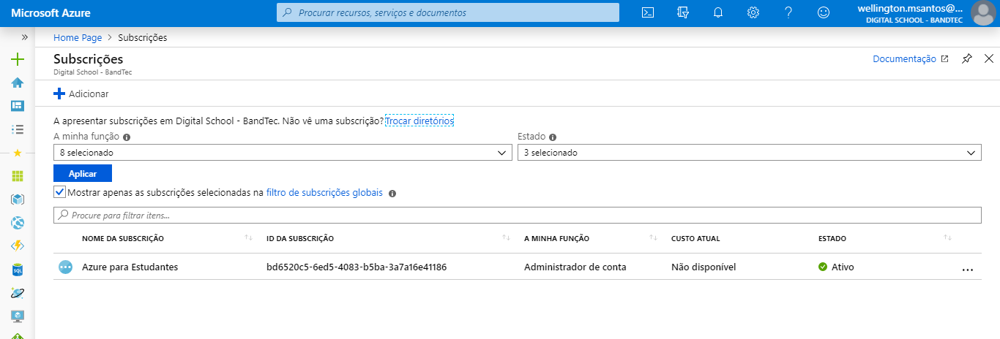 Microsoft Azure
Procurar recursos, serviços e documentos
wellington.msantos@...
DIGITAL SCHOOL - BANDTEC
Home Page > Subscrições
Subscrições
Digital School - BandTec
Documentação
Adicionar
A apresentar subscrições em Digital School - BandTec. Não vê uma subscrição? Trocar diretórios
A minha função
Estado
8 selecionado
3 selecionado
Aplicar
Mostrar apenas as subscrições selecionadas na filtro de subscrições globais
Procure para filtrar itens...
NOME DA SUBSCRIÇÃO ID DA SUBSCRIÇÃO A MINHA FUNÇÃO CUSTO ATUAL ESTADO
Azure para Estudantes bd6520c5-6ed5-4083-b5ba-3a7a16e41186 Administrador de conta Não disponível Ativo
SQL